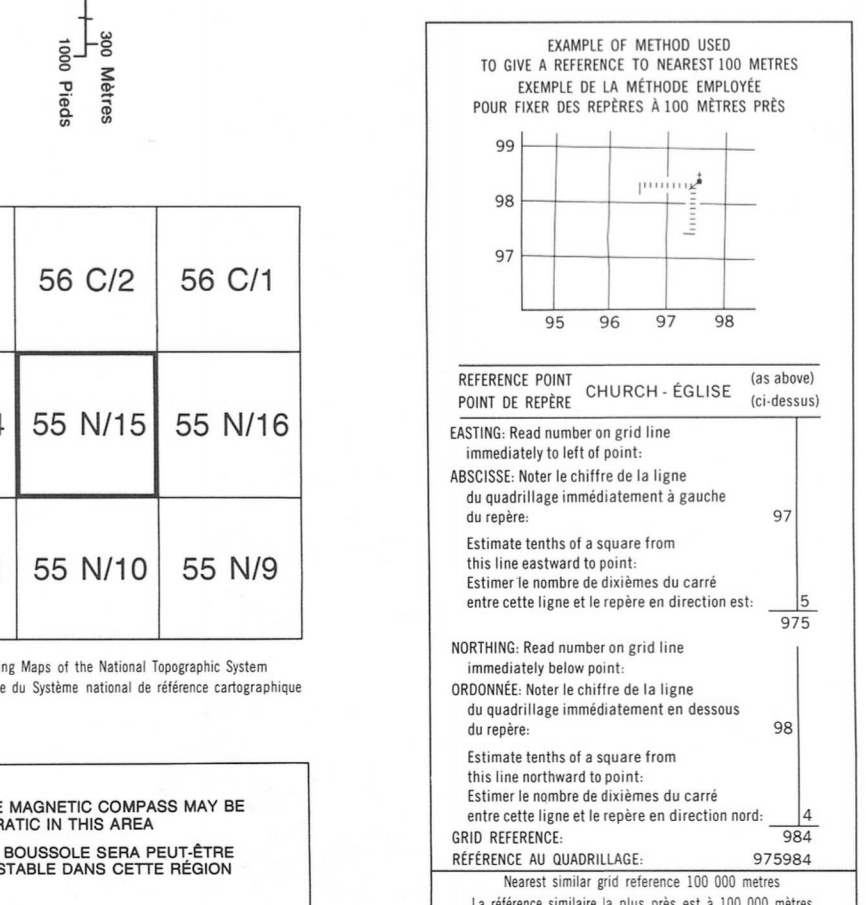 300 Mètres
1000 Pieds
56 C/2
56 C/1
55 N/15
55 N/16
55 N/10
55 N/9
Maps of the National Topographic System
du Système national de référence cartographique
MAGNETIC COMPASS MAY BE
IN THIS AREA
BOUSSOLE SERA PEUT-ÊTRE
DANS CETTE RÉGION
EXAMPLE OF METHOD USED
TO GIVE A REFERENCE TO NEAREST 100 METRES
EXEMPLE DE LA MÉTHODE EMPLOYÉE
POUR FIXER DES REPÈRES À 100 MÈTRES PRÈS
99
98
97
95 96 97 98
REFERENCE POINT
POINT DE REPÈRE
CHURCH - ÉGLISE
(as above)
(ci-dessus)
EASTING: Read number on grid line
immediately to left of point:
ABSCISSE: Noter le chiffre de la ligne
du quadrillage immédiatement à gauche
du repère: 97
Estimate tenths of a square from
this line eastward to point:
Estimer le nombre de dixièmes du carré
entre cette ligne et le repère en direction est: 5
975
NORTHING: Read number on grid line
immediately below point:
ORDONNÉE: Noter le chiffre de la ligne
du quadrillage immédiatement en dessous
du repère: 98
Estimate tenths of a square from
this line northward to point:
Estimer le nombre de dixièmes du carré
entre cette ligne et le repère en direction nord: 4
GRID REFERENCE: 984
RÉFÉRENCE AU QUADRILLAGE: 975984
Nearest similar grid reference 100 000 metres
La référence similaire la plus près est à 100 000 mètres